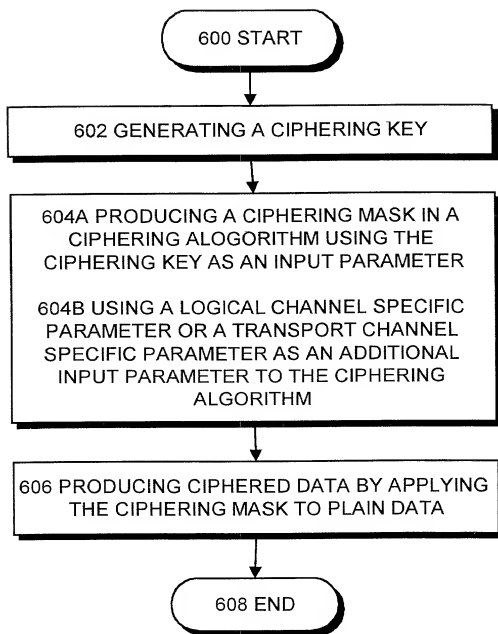 600 START
602 GENERATING A CIPHERING KEY
604A PRODUCING A CIPHERING MASK IN A
CIPHERING ALOGORITHM USING THE
CIPHERING KEY AS AN INPUT PARAMETER
604B USING A LOGICAL CHANNEL SPECIFIC
PARAMETER OR A TRANSPORT CHANNEL
SPECIFIC PARAMETER AS AN ADDITIONAL
INPUT PARAMETER TO THE CIPHERING
ALGORITHM
606 PRODUCING CIPHERED DATA BY APPLYING
THE CIPHERING MASK TO PLAIN DATA
608 END